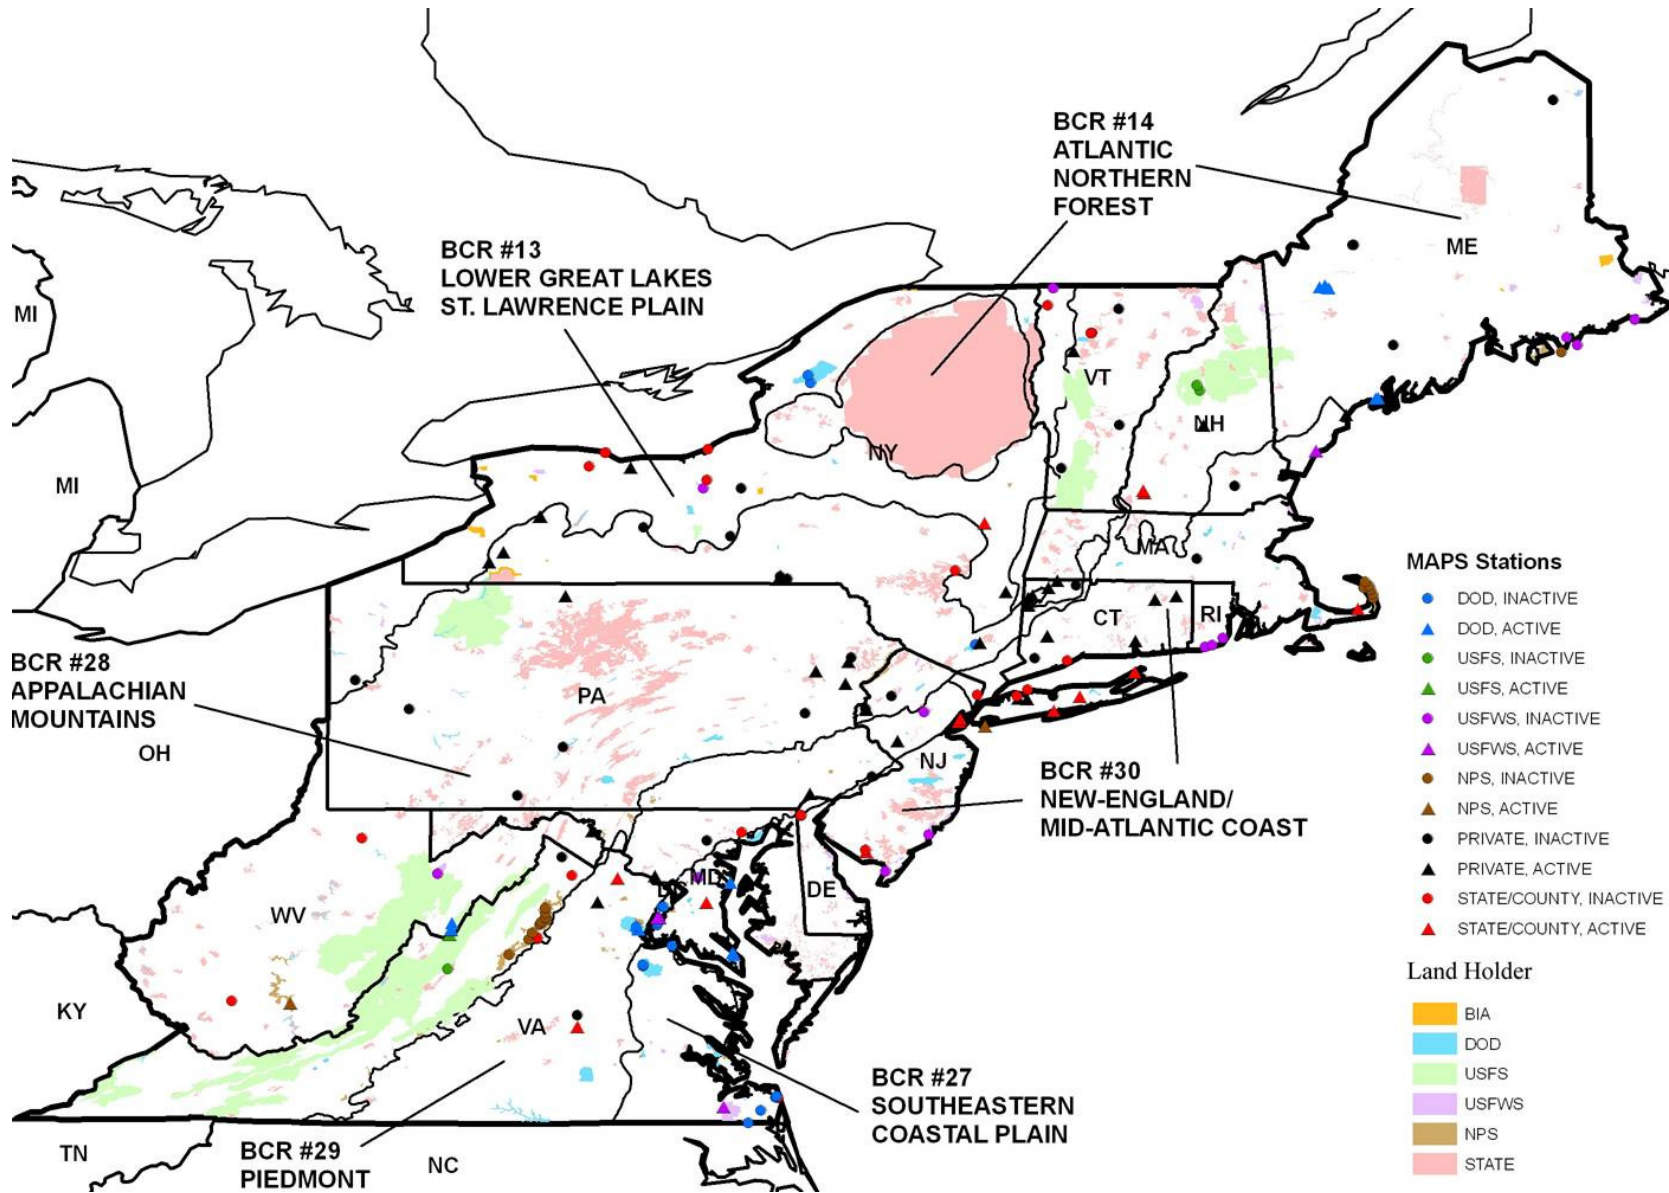 BCR #14
ATLANTIC
NORTHERN
FOREST
BCR #13
LOWER GREAT LAKES
ST. LAWRENCE PLAIN
ME
MI
VT
NH
NY
MI
MA
CT
RI
BCR #28
APPALACHIAN
MOUNTAINS
PA
OH
NJ
BCR #30
NEW-ENGLAND/
MID-ATLANTIC COAST
MD
DE
WV
KY
VA
BCR #27
SOUTHEASTERN
COASTAL PLAIN
BCR #29
PIEDMONT
TN
NC
MAPS Stations
DOD, INACTIVE
DOD, ACTIVE
USFS, INACTIVE
USFS, ACTIVE
USFWS, INACTIVE
USFWS, ACTIVE
NPS, INACTIVE
NPS, ACTIVE
PRIVATE, INACTIVE
PRIVATE, ACTIVE
STATE/COUNTY, INACTIVE
STATE/COUNTY, ACTIVE
Land Holder
BIA
DOD
USFS
USFWS
NPS
STATE